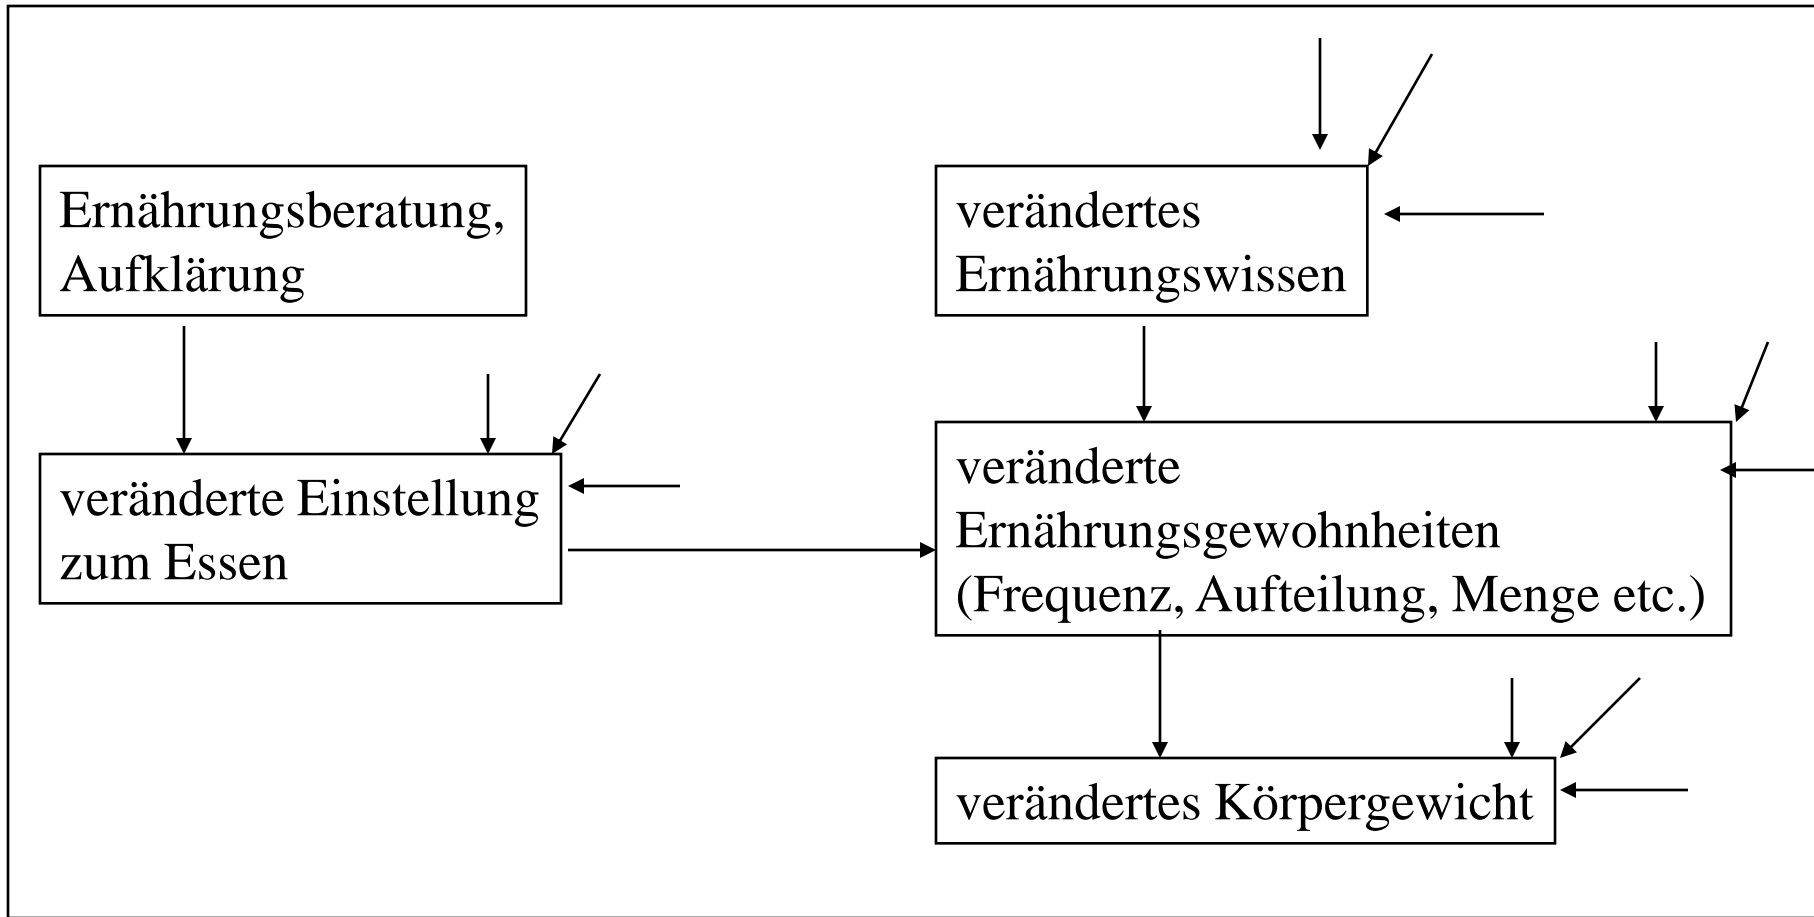 Ernährungsberatung,
Aufklärung
verändertes
Ernährungswissen
veränderte Einstellung
zum Essen
veränderte
Ernährungsgewohnheiten
(Frequenz, Aufteilung, Menge etc.)
verändertes Körpergewicht